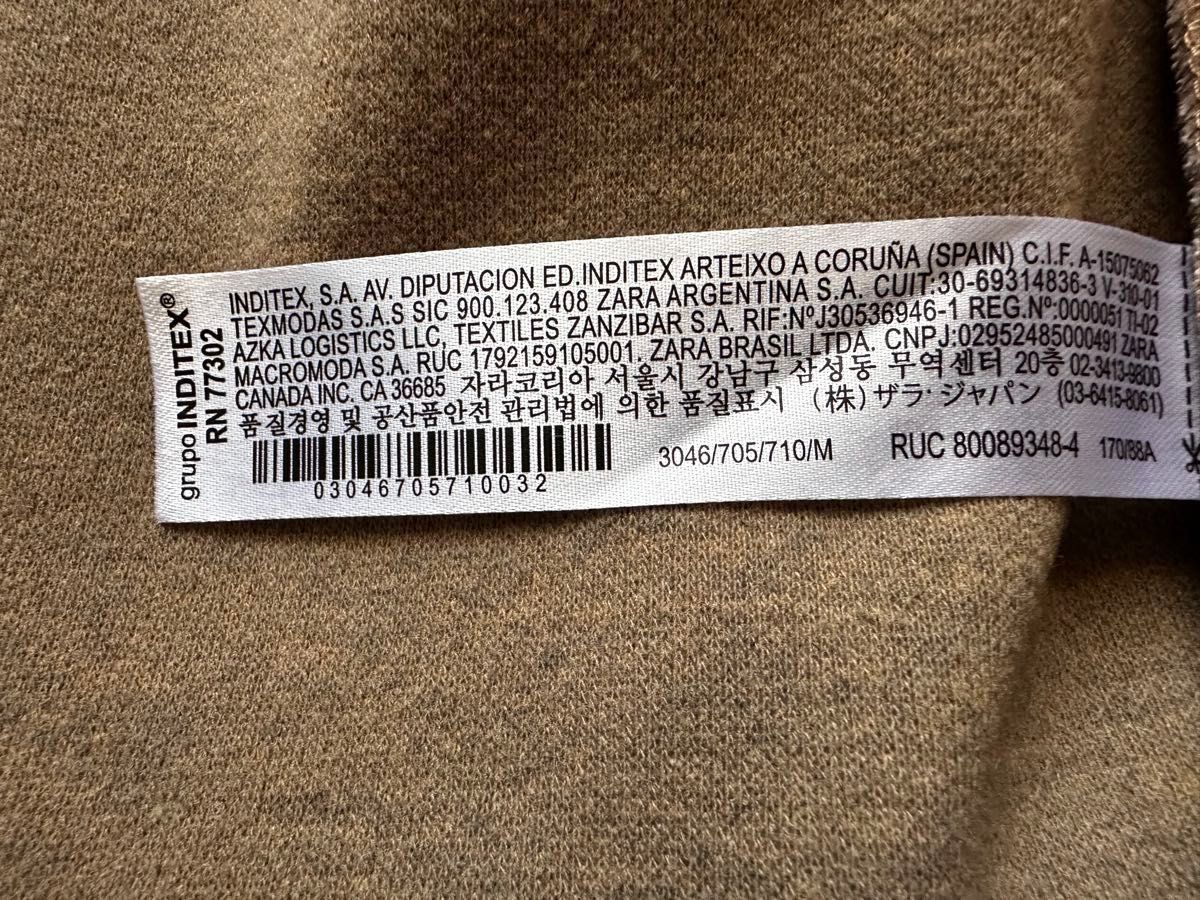 grupo INDITEX®
RN 77302
INDITEX, S.A. AV. DIPUTACION ED.INDITEX ARTEIXO A CORUÑA (SPAIN) C.I.F. A-15075062
TEXMODAS S.A.S SIC 900.123.408 ZARA ARGENTINA S.A. CUIT:30-69314836-3 V-310-01
AZKA LOGISTICS LLC, TEXTILES ZANZIBAR S.A. RIF:NºJ30536946-1 REG.Nº:0000051 TI-02
MACROMODA S.A. RUC 1792159105001. ZARA BRASIL LTDA. CNPJ:02952485000491 ZARA
CANADA INC. CA 36685 자라코리아 서울시 강남구 삼성동 무역센터 20층 02-3413-9800
품질경영 및 공산품안전 관리법에 의한 품질표시 (株)ザラ・ジャパン (03-6415-8061)
03046705710032
3046/705/710/M
RUC 80089348-4 170/88A